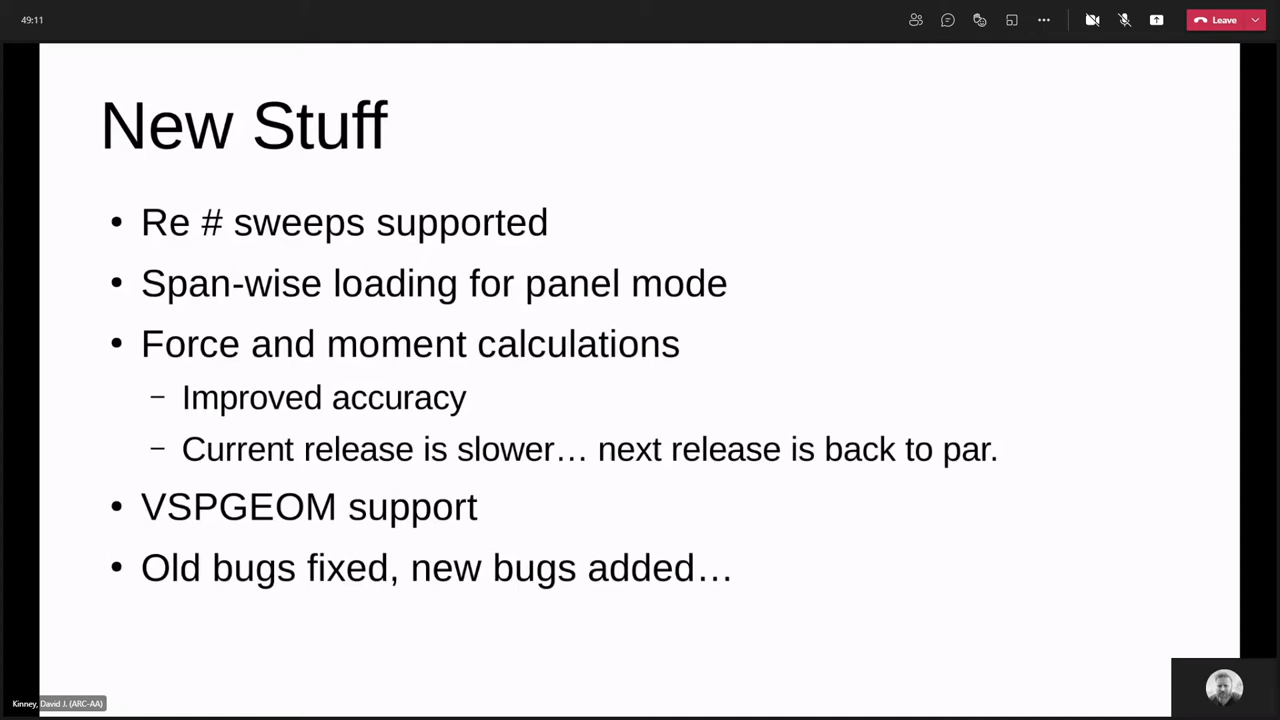 49:11
Leave
New Stuff
• Re # sweeps supported
• Span-wise loading for panel mode
• Force and moment calculations
– Improved accuracy
– Current release is slower… next release is back to par.
• VSPGEOM support
• Old bugs fixed, new bugs added…
Kinney, David J. (ARC-AA)